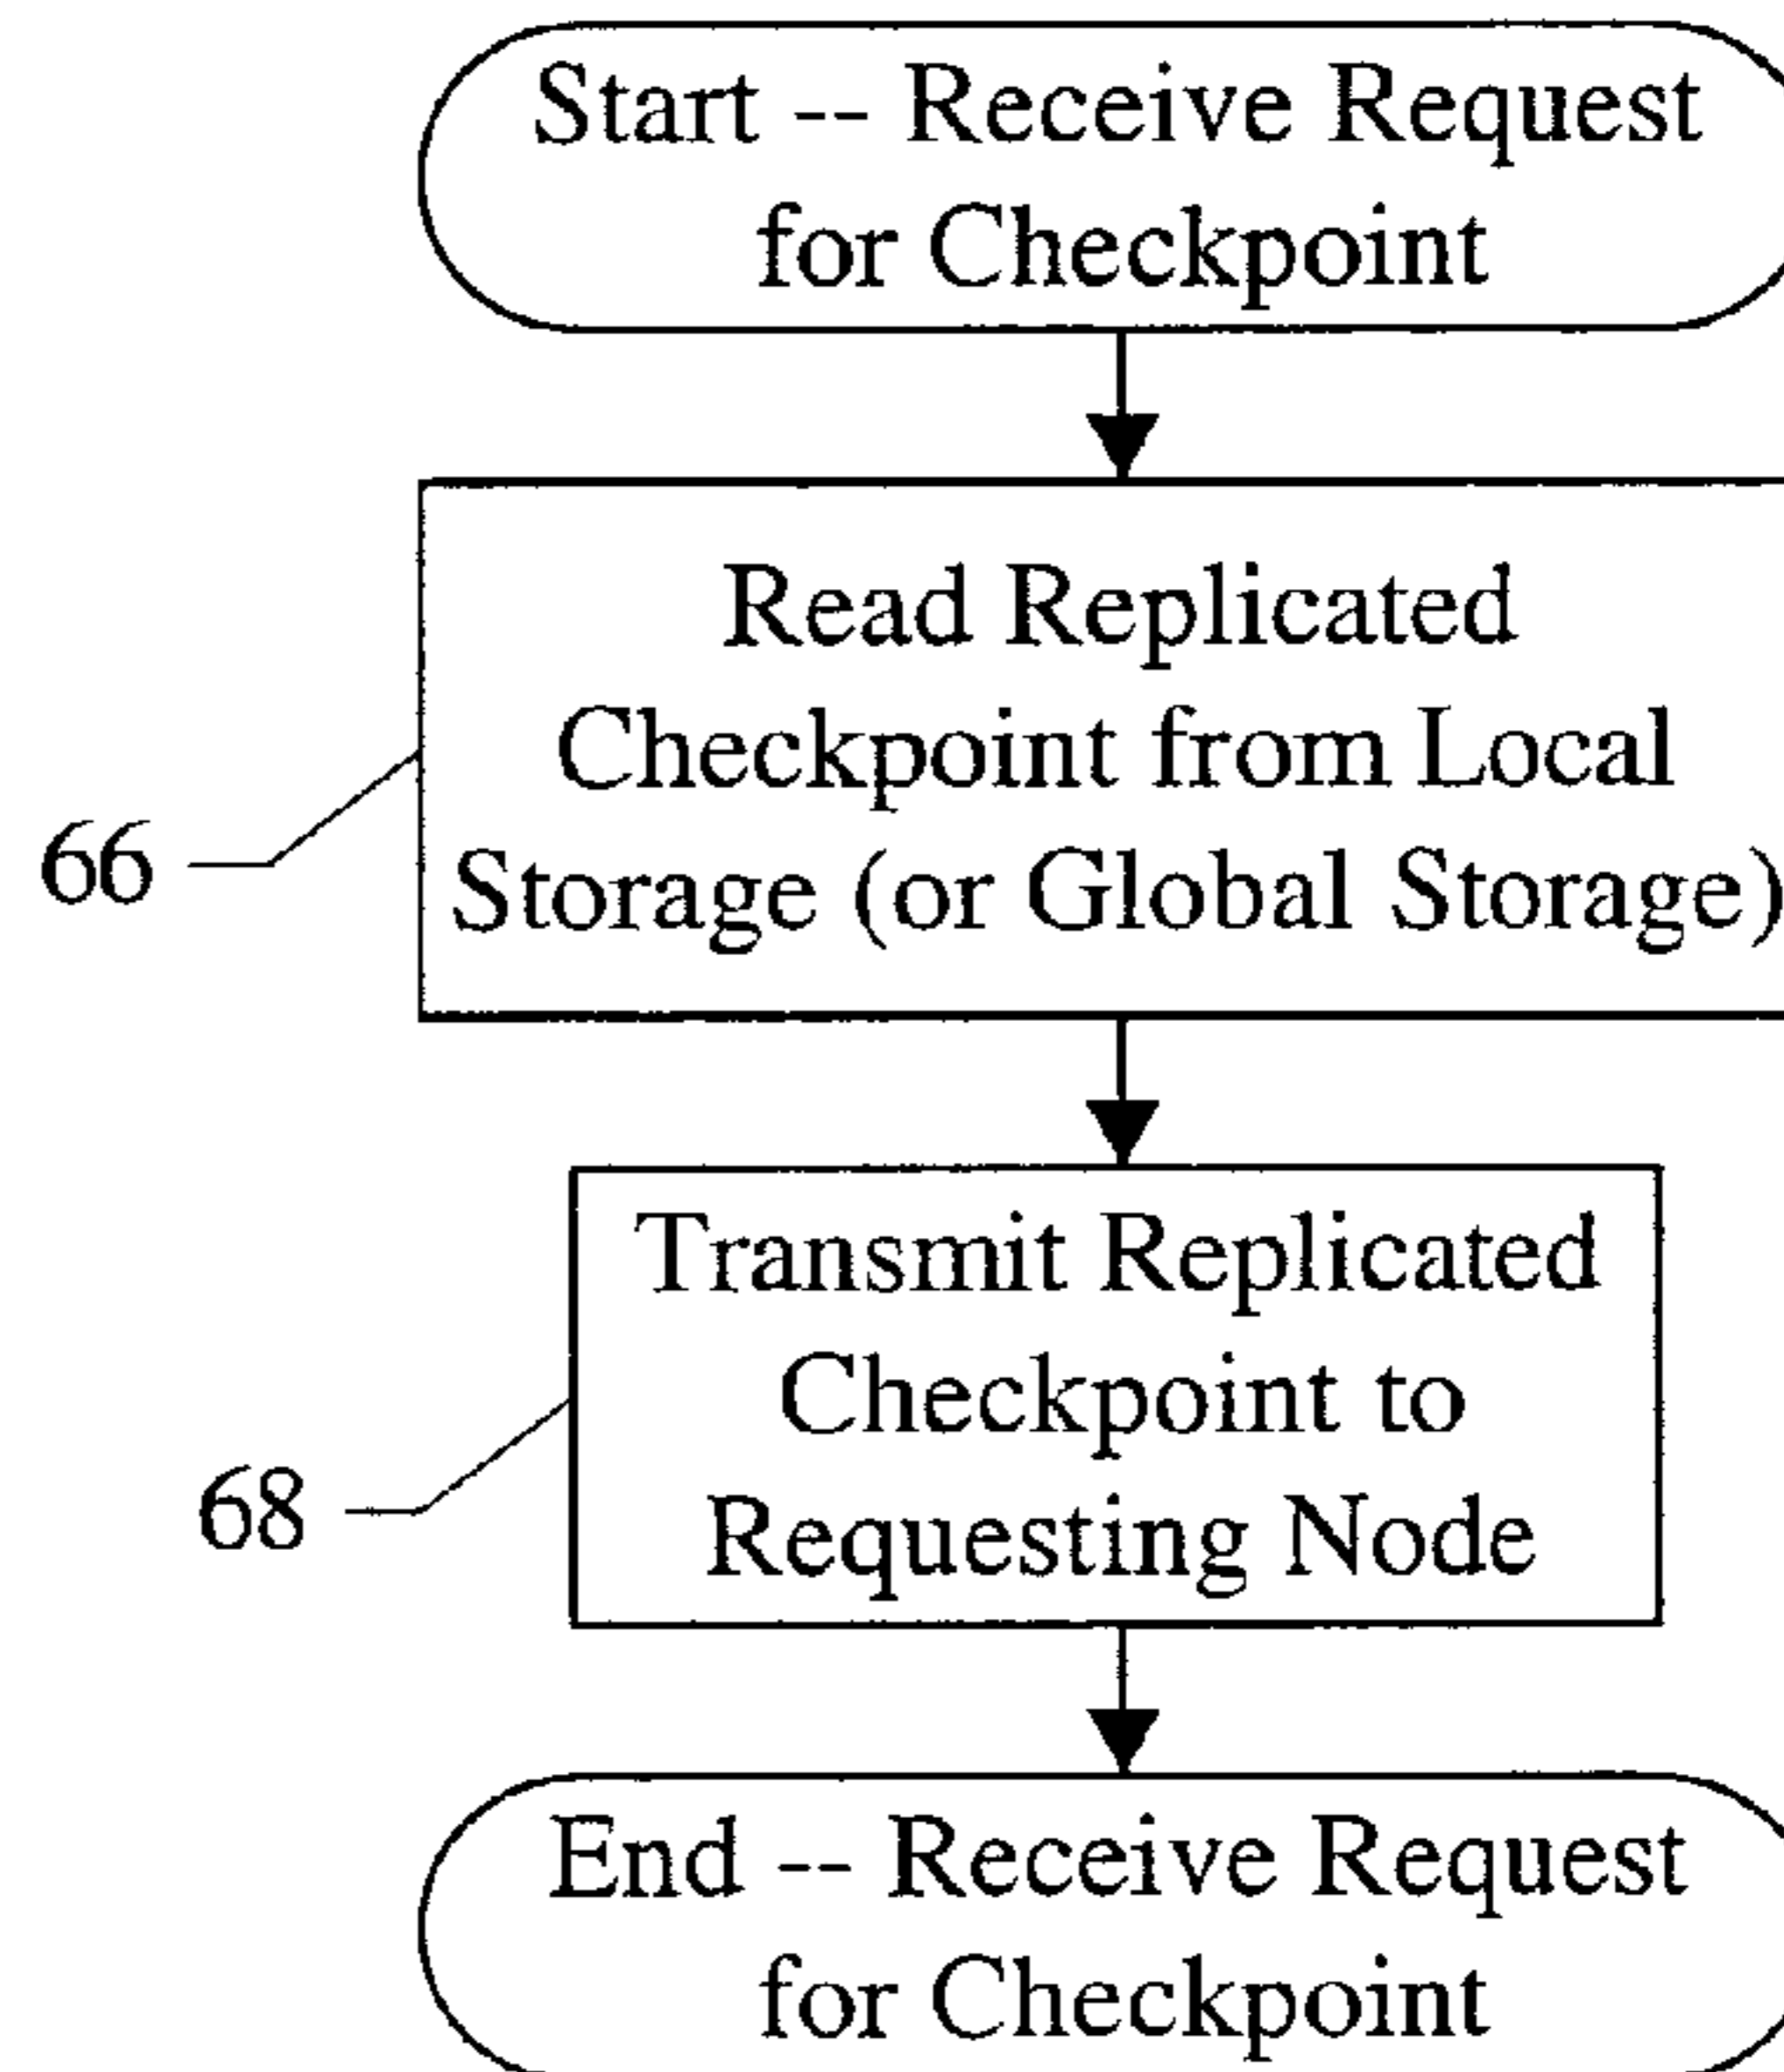 Start -- Receive Request
for Checkpoint
Read Replicated
Checkpoint from Local
Storage (or Global Storage)
66
Transmit Replicated
Checkpoint to
Requesting Node
68
End -- Receive Request
for Checkpoint